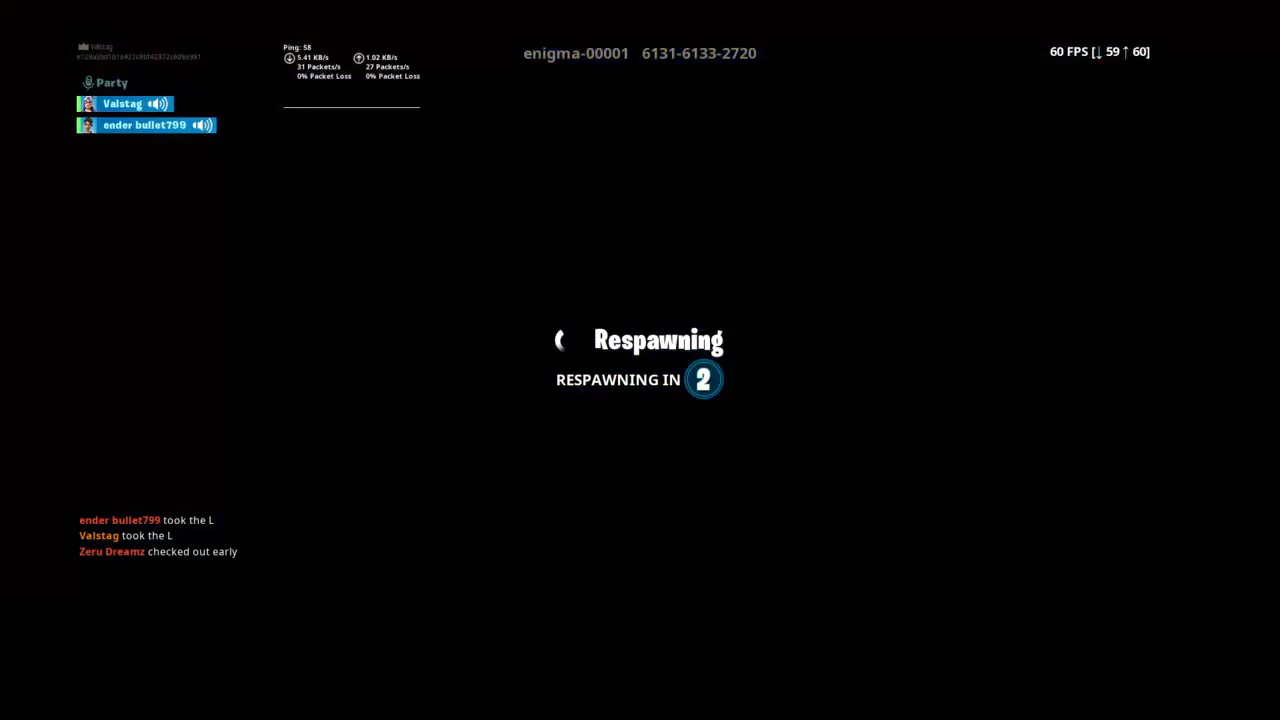 Valstag
Party
Valstag
ender bullet799
Ping: 58
5.41 KB/s
1.02 KB/s
31 Packets/s
27 Packets/s
0% Packet Loss
0% Packet Loss
enigma-00001 6131-6133-2720
60 FPS [↓ 59 ↑ 60]
Respawning
RESPAWNING IN 2
ender bullet799 took the L
Valstag took the L
Zeru Dreamz checked out early